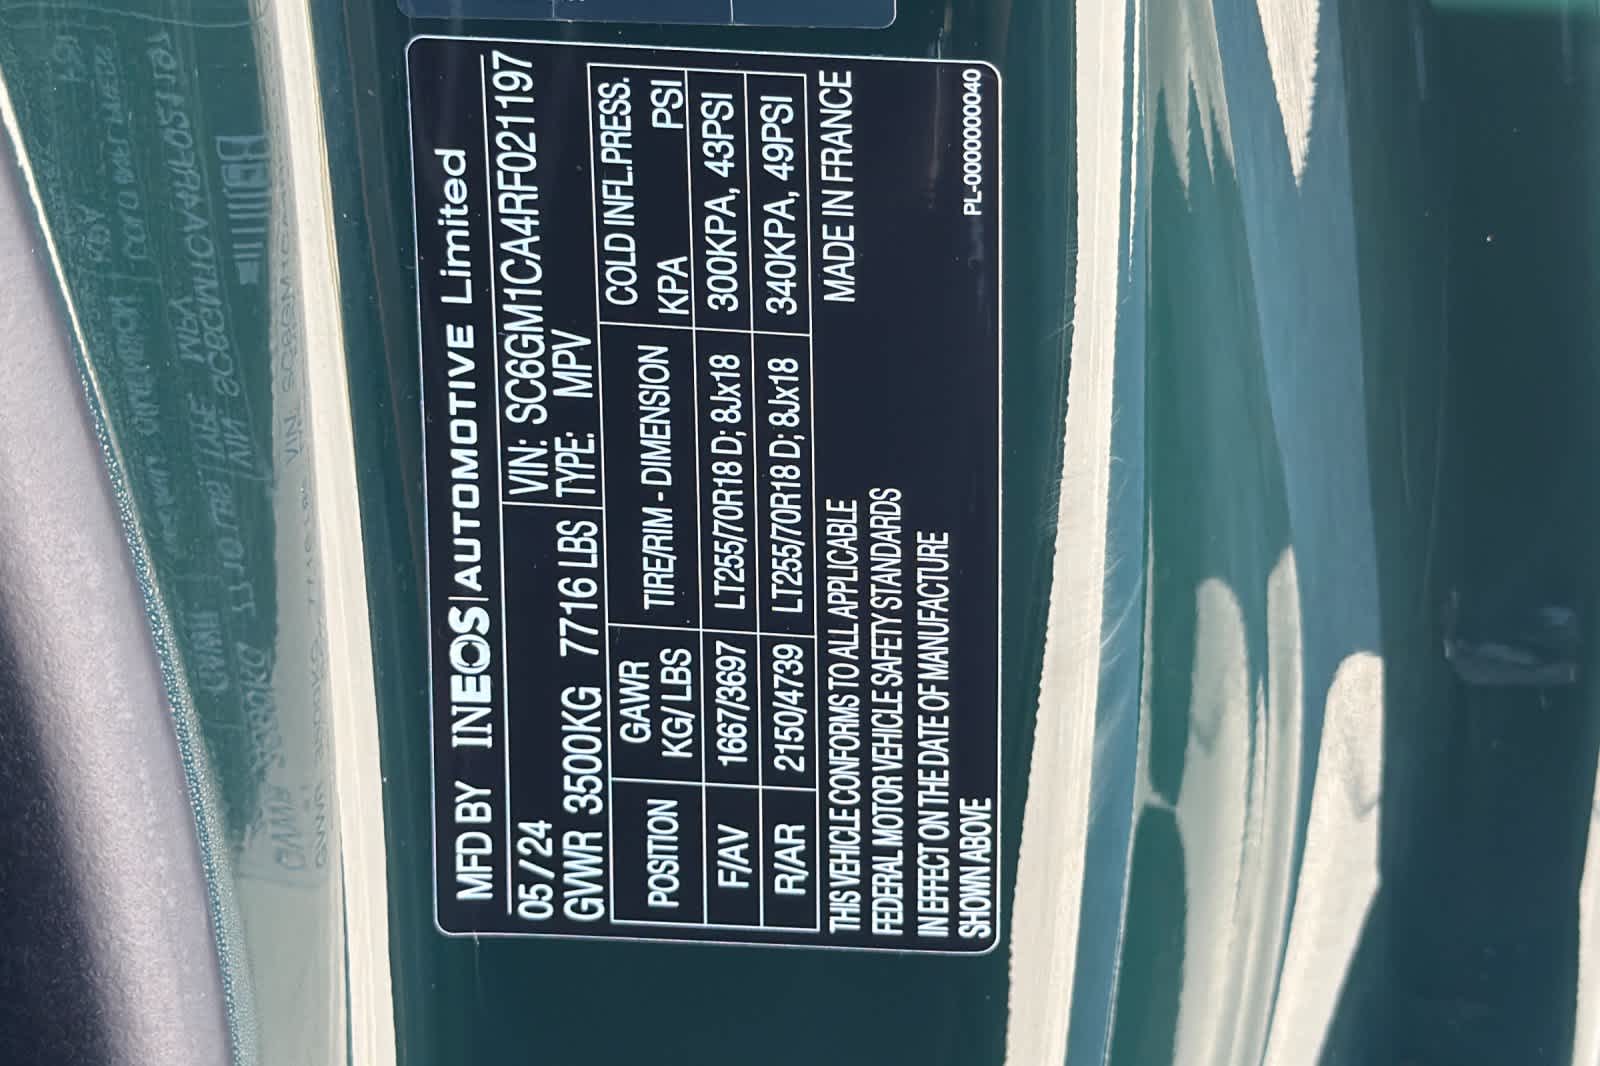 MFD BY INEOS|AUTOMOTIVE Limited
05/24 VIN: SC6GM1CA4RF021197
GVWR 3500KG 7716 LBS TYPE: MPV
POSITION GAWR KG/LBS TIRE/RIM - DIMENSION COLD INFL.PRESS. KPA PSI
F/AV 1667/3697 LT255/70R18 D; 8Jx18 300KPA, 43PSI
R/AR 2150/4739 LT255/70R18 D; 8Jx18 340KPA, 49PSI
THIS VEHICLE CONFORMS TO ALL APPLICABLE
FEDERAL MOTOR VEHICLE SAFETY STANDARDS
IN EFFECT ON THE DATE OF MANUFACTURE
SHOWN ABOVE
MADE IN FRANCE
PL-0000000040